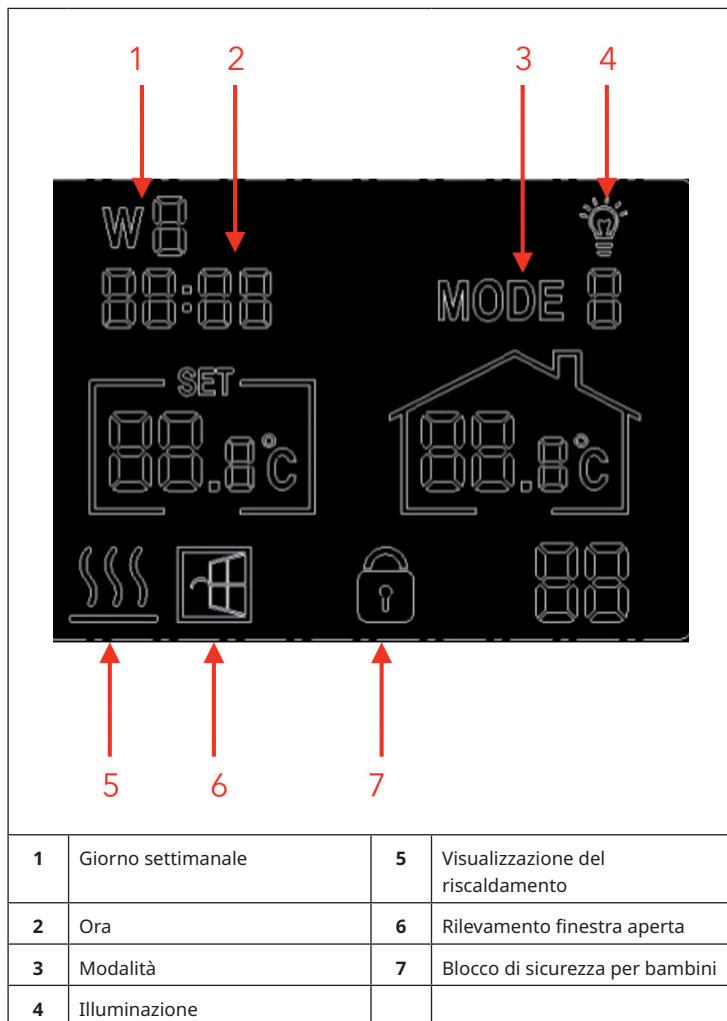 1 2 3 4
W8
88:88 MODE 8
SET
88.8°C 88.8°C
88
5 6 7
1 Giorno settimanale 5 Visualizzazione del riscaldamento
2 Ora 6 Rilevamento finestra aperta
3 Modalità 7 Blocco di sicurezza per bambini
4 Illuminazione